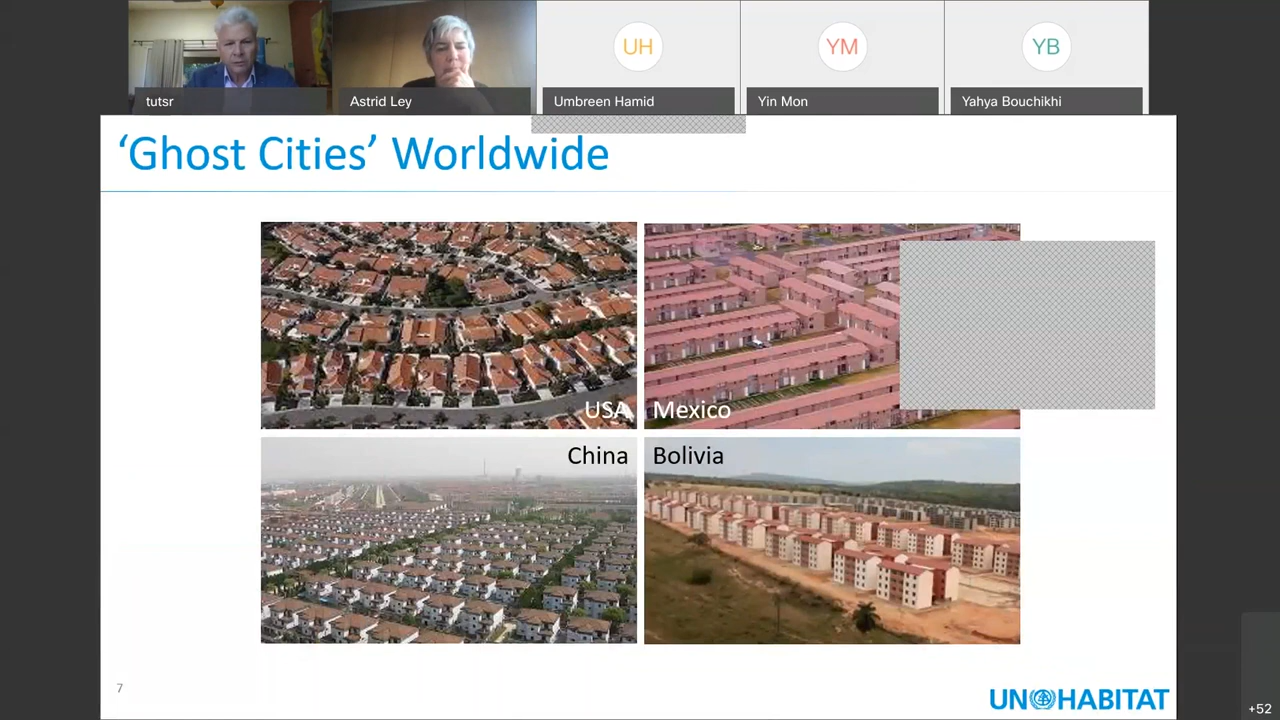 UH
YM
YB
tutsr
Astrid Ley
Umbreen Hamid
Yin Mon
Yahya Bouchikhi
‘Ghost Cities’ Worldwide
USA
Mexico
China
Bolivia
7
UN HABITAT
+52